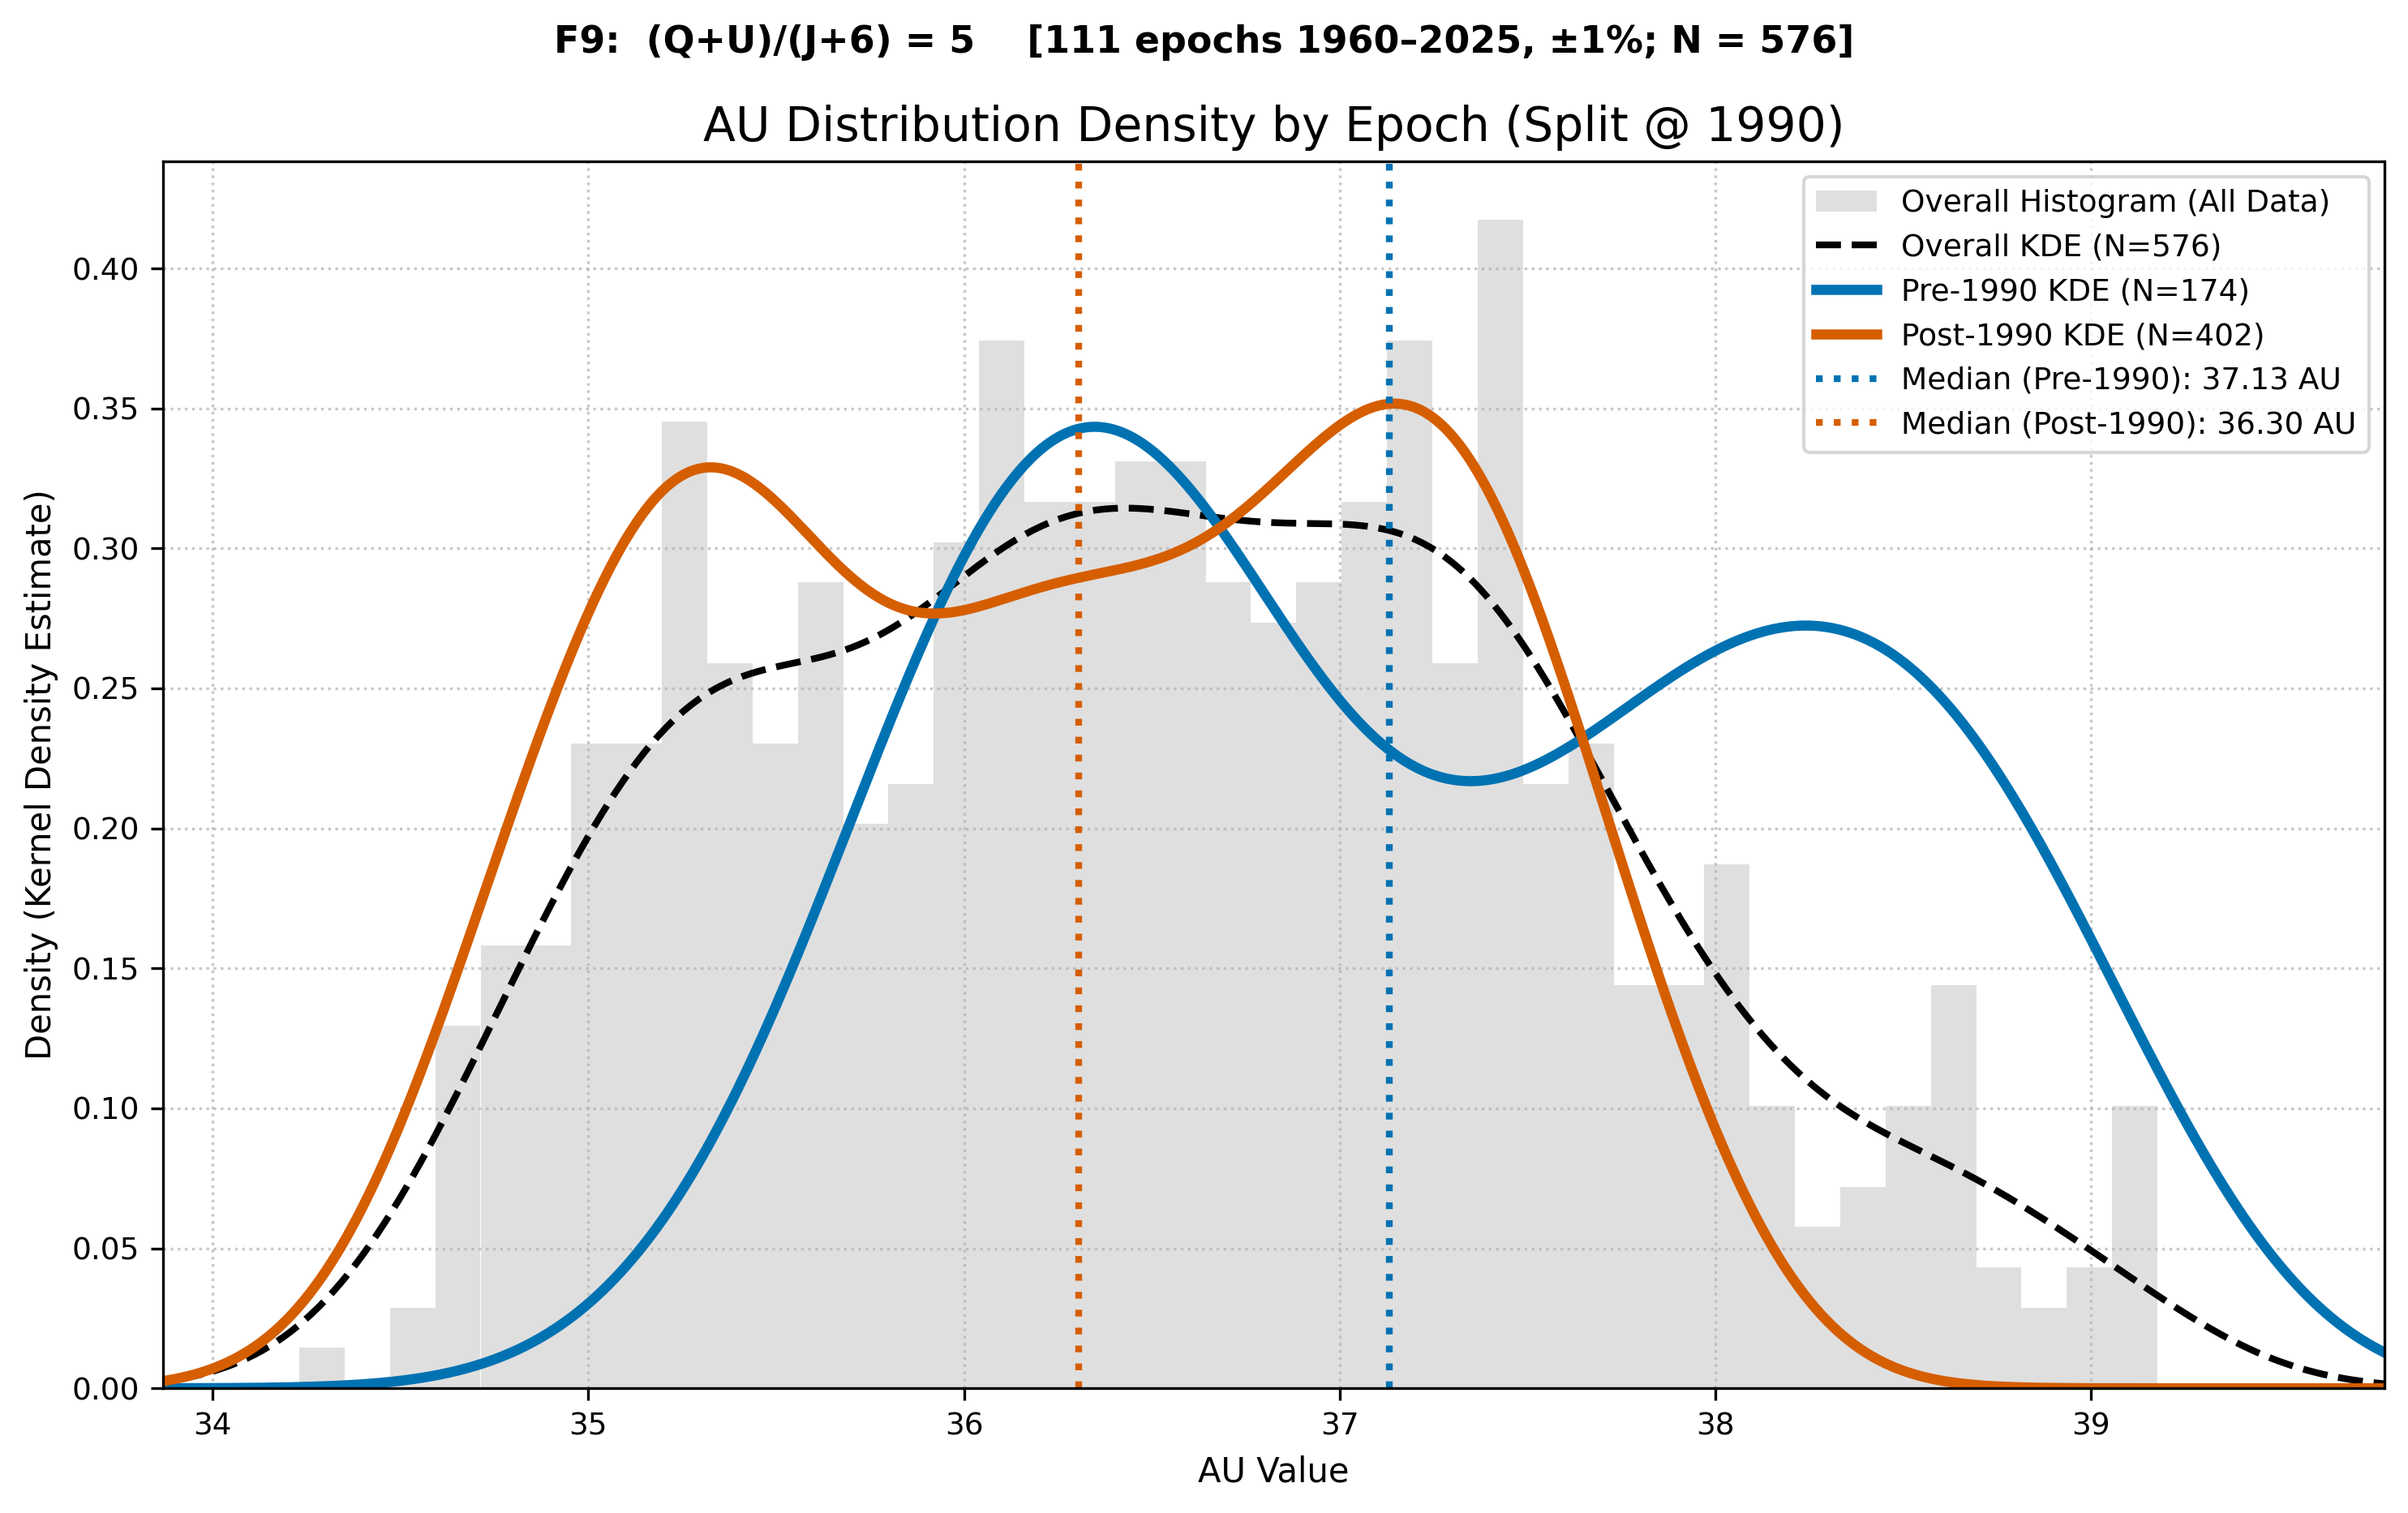 F9:  (Q+U)/(J+6) = 5    [111 epochs 1960–2025, ±1%; N = 576]
AU Distribution Density by Epoch (Split @ 1990)
Overall Histogram (All Data)
Overall KDE (N=576)
Pre-1990 KDE (N=174)
Post-1990 KDE (N=402)
Median (Pre-1990): 37.13 AU
Median (Post-1990): 36.30 AU
Density (Kernel Density Estimate)
0.40
0.35
0.30
0.25
0.20
0.15
0.10
0.05
0.00
34 35 36 37 38 39
AU Value